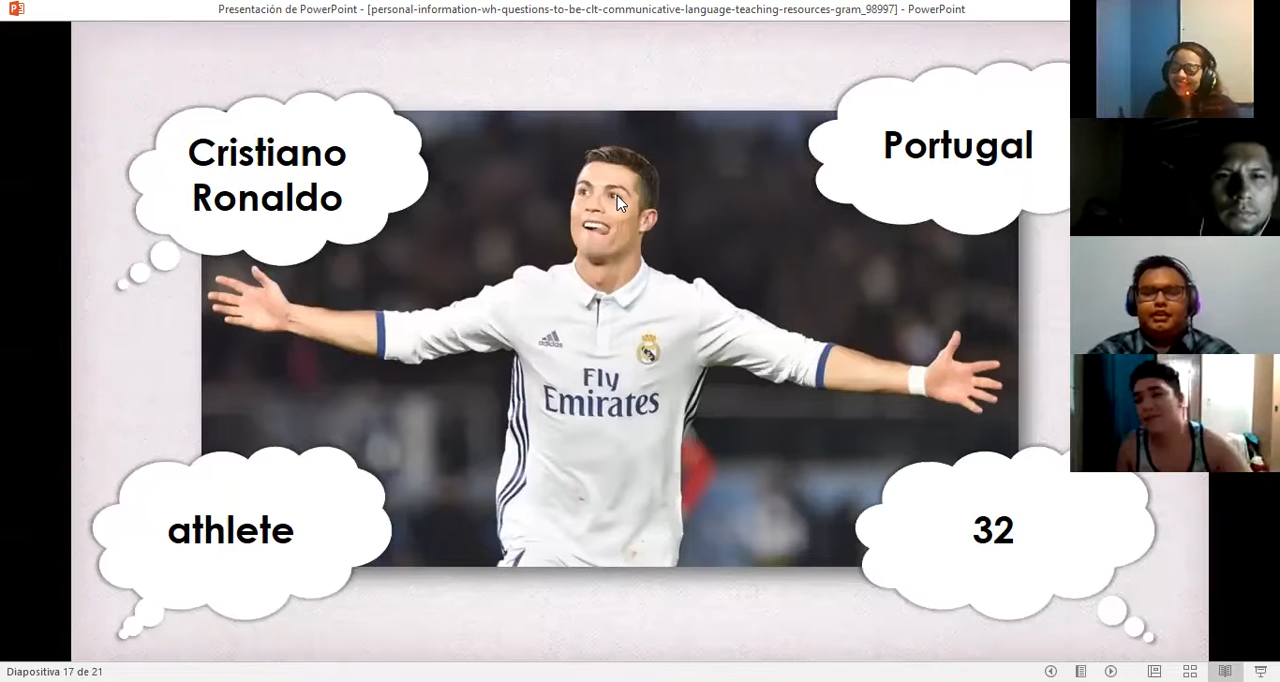 Presentación de PowerPoint - [personal-information-wh-questions-to-be-clt-communicative-language-teaching-resources-gram_98997] - PowerPoint
Cristiano
Ronaldo
Portugal
adidas
Fly
Emirates
athlete
32
Diapositiva 17 de 21